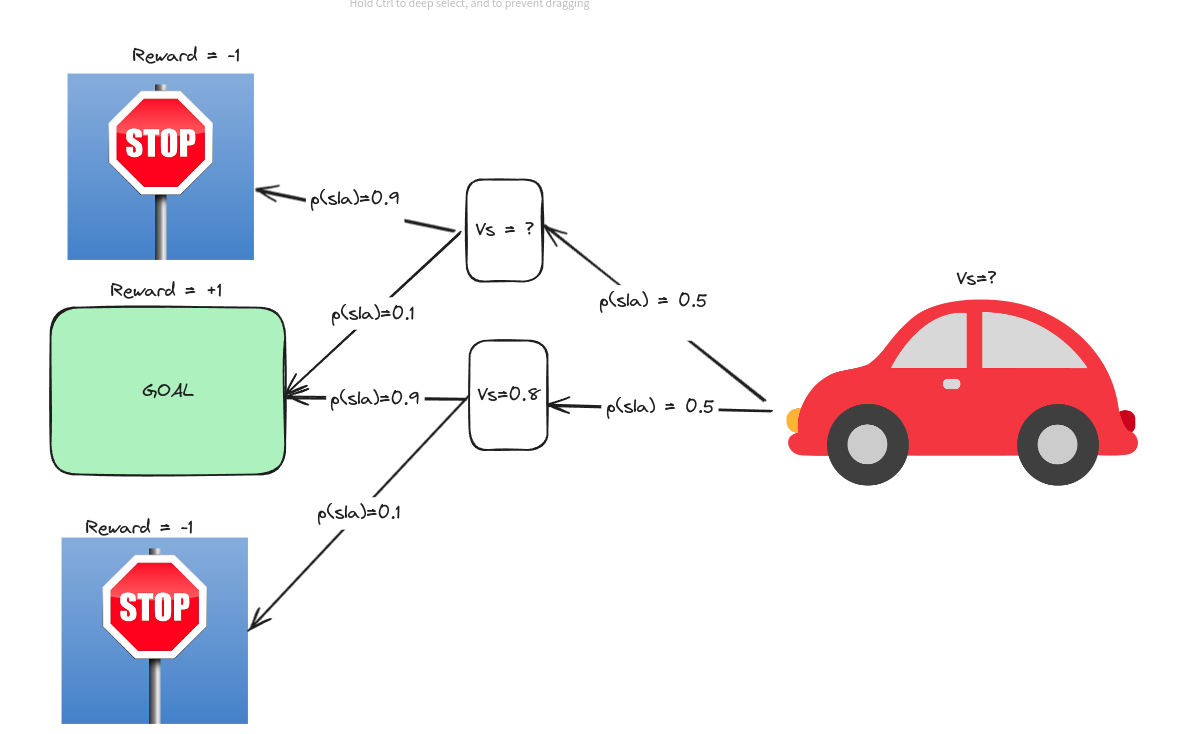 Hold Ctrl to deep select, and to prevent dragging
Reward = -1
STOP
p(s|a)=0.9
Vs = ?
Reward = +1
p(s|a)=0.1
p(s|a) = 0.5
Vs=?
GOAL
p(s|a)=0.9
Vs=0.8
p(s|a) = 0.5
p(s|a)=0.1
Reward = -1
STOP